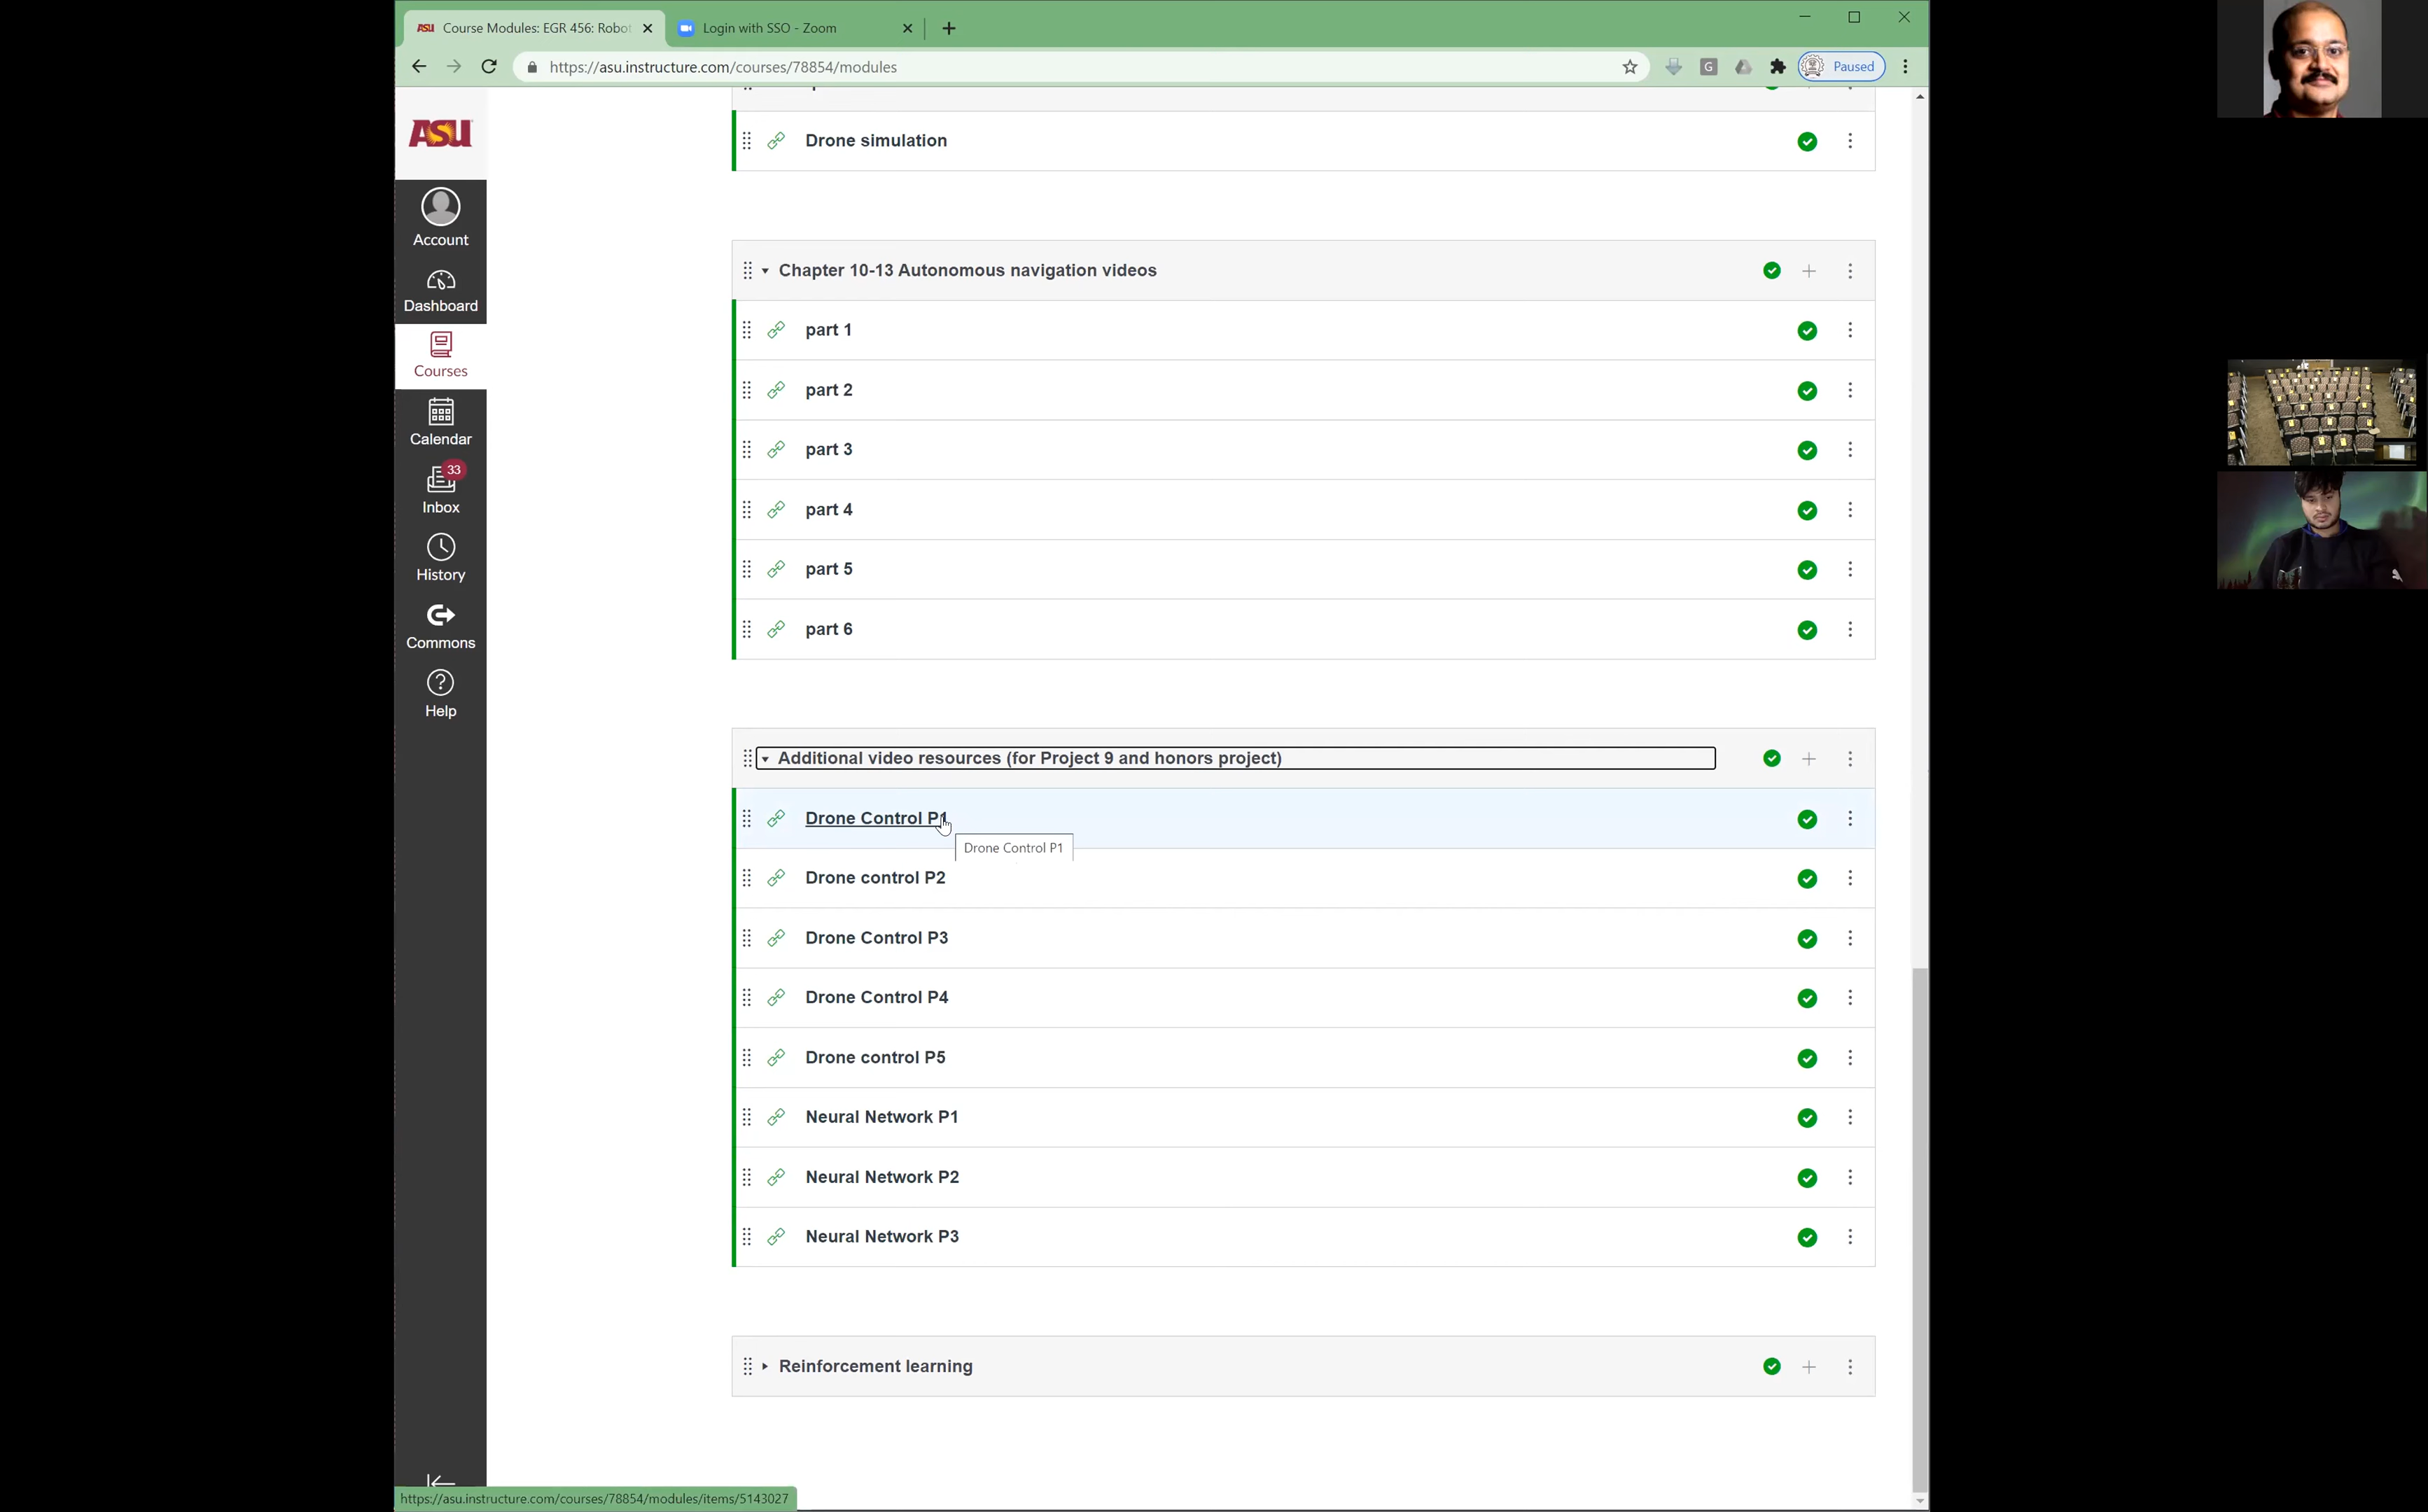 ASU Course Modules: EGR 456: Robot
Login with SSO - Zoom
https://asu.instructure.com/courses/78854/modules
G
Paused
ASU
Account
Dashboard
Courses
Calendar
33
Inbox
History
Commons
Help
Drone simulation
Chapter 10-13 Autonomous navigation videos
part 1
part 2
part 3
part 4
part 5
part 6
Additional video resources (for Project 9 and honors project)
Drone Control P1
Drone Control P1
Drone control P2
Drone Control P3
Drone Control P4
Drone control P5
Neural Network P1
Neural Network P2
Neural Network P3
Reinforcement learning
https://asu.instructure.com/courses/78854/modules/items/5143027